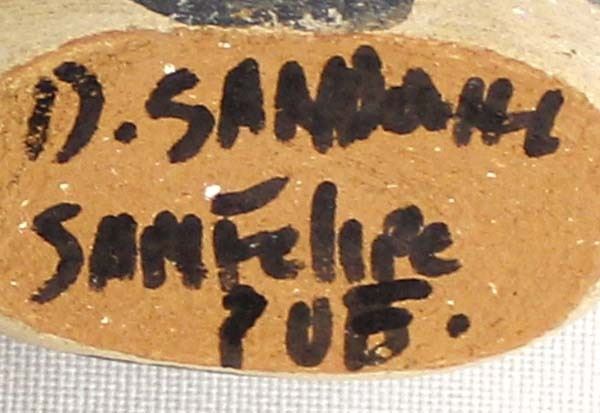 D. SANDOVAL
SANFelipe
PUB.